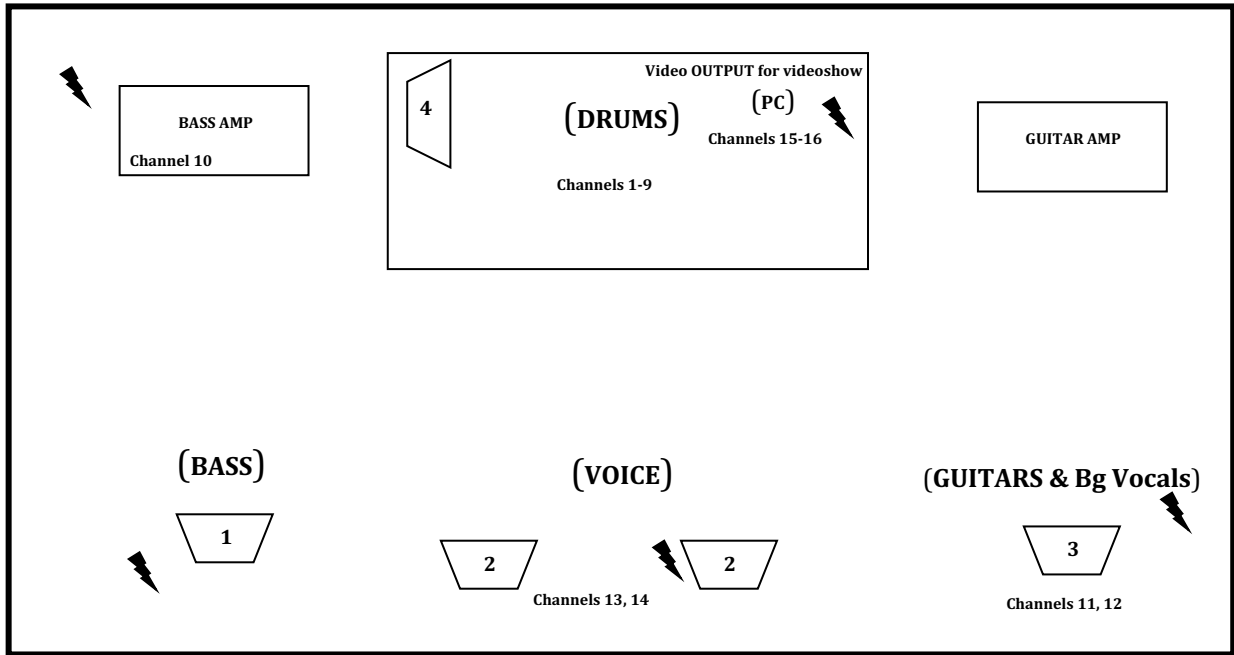 Video OUTPUT for videoshow
4
(DRUMS)
(PC)
BASS AMP
GUITAR AMP
Channels 15-16
Channel 10
Channels 1-9
(BASS)
(VOICE)
(GUITARS & Bg Vocals)
1
2
2
3
Channels 13, 14
Channels 11, 12